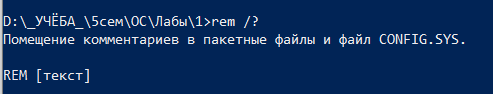 D:\_УЧЁБА_\5сем\ОС\Лабы\1>rem /?
Помещение комментариев в пакетные файлы и файл CONFIG.SYS.
REM [текст]